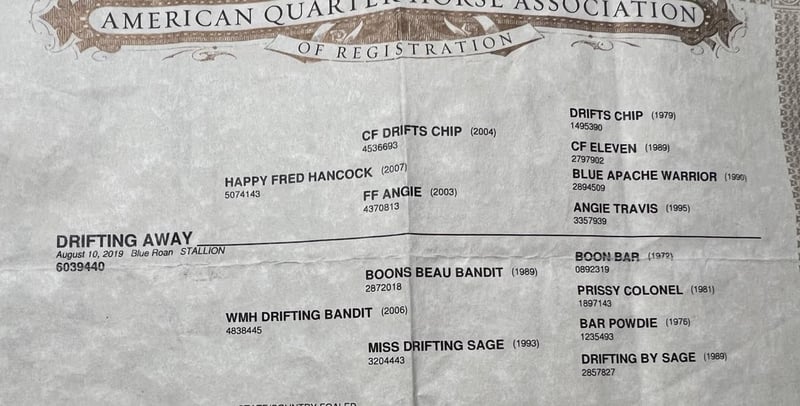 AMERICAN QUARTER HORSE ASSOCIATION
OF REGISTRATION
DRIFTS CHIP (1979)
1495390
CF DRIFTS CHIP (2004)
4536693
CF ELEVEN (1989)
2797902
HAPPY FRED HANCOCK (2007)
5074143
BLUE APACHE WARRIOR (1990)
2894509
FF ANGIE (2003)
4370813
ANGIE TRAVIS (1995)
3357939
DRIFTING AWAY
August 10, 2019 Blue Roan STALLION
6039440
BOON BAR (1972)
0892319
BOONS BEAU BANDIT (1989)
2872018
PRISSY COLONEL (1981)
1897143
WMH DRIFTING BANDIT (2006)
4838445
BAR POWDIE (1976)
1235493
MISS DRIFTING SAGE (1993)
3204443
DRIFTING BY SAGE (1989)
2857827